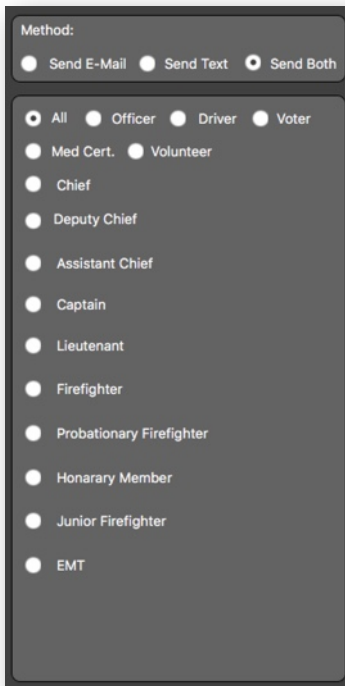 Method:
Send E-Mail Send Text Send Both
All Officer Driver Voter
Med Cert. Volunteer
Chief
Deputy Chief
Assistant Chief
Captain
Lieutenant
Firefighter
Probationary Firefighter
Honarary Member
Junior Firefighter
EMT